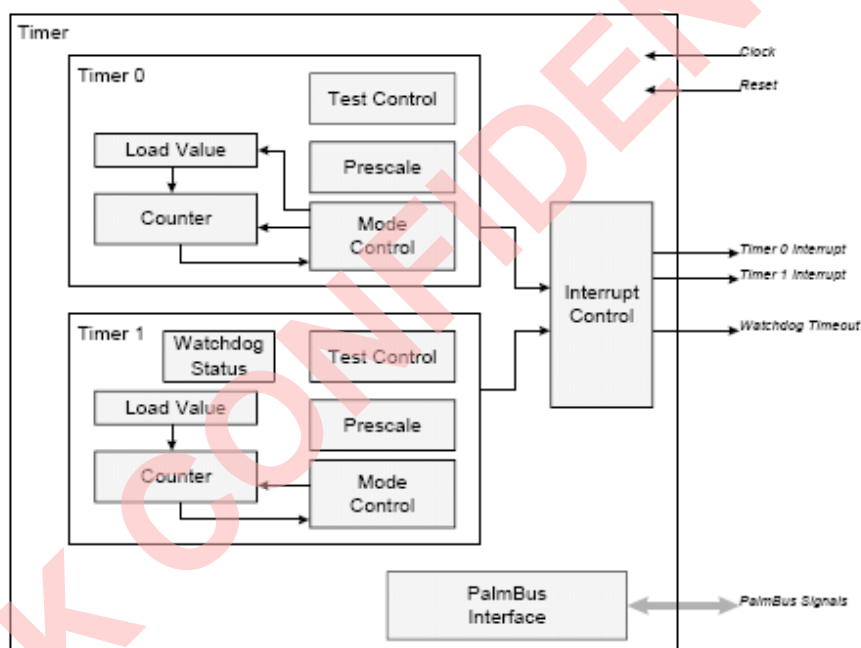 Timer
Timer 0
Test Control
Load Value
Prescale
Counter
Mode
Control
Timer 1
Watchdog
Status
Test Control
Load Value
Prescale
Counter
Mode
Control
Interrupt
Control
PalmBus
Interface
Clock
Reset
Timer 0 Interrupt
Timer 1 Interrupt
Watchdog Timeout
PalmBus Signals
K CONFIDEN